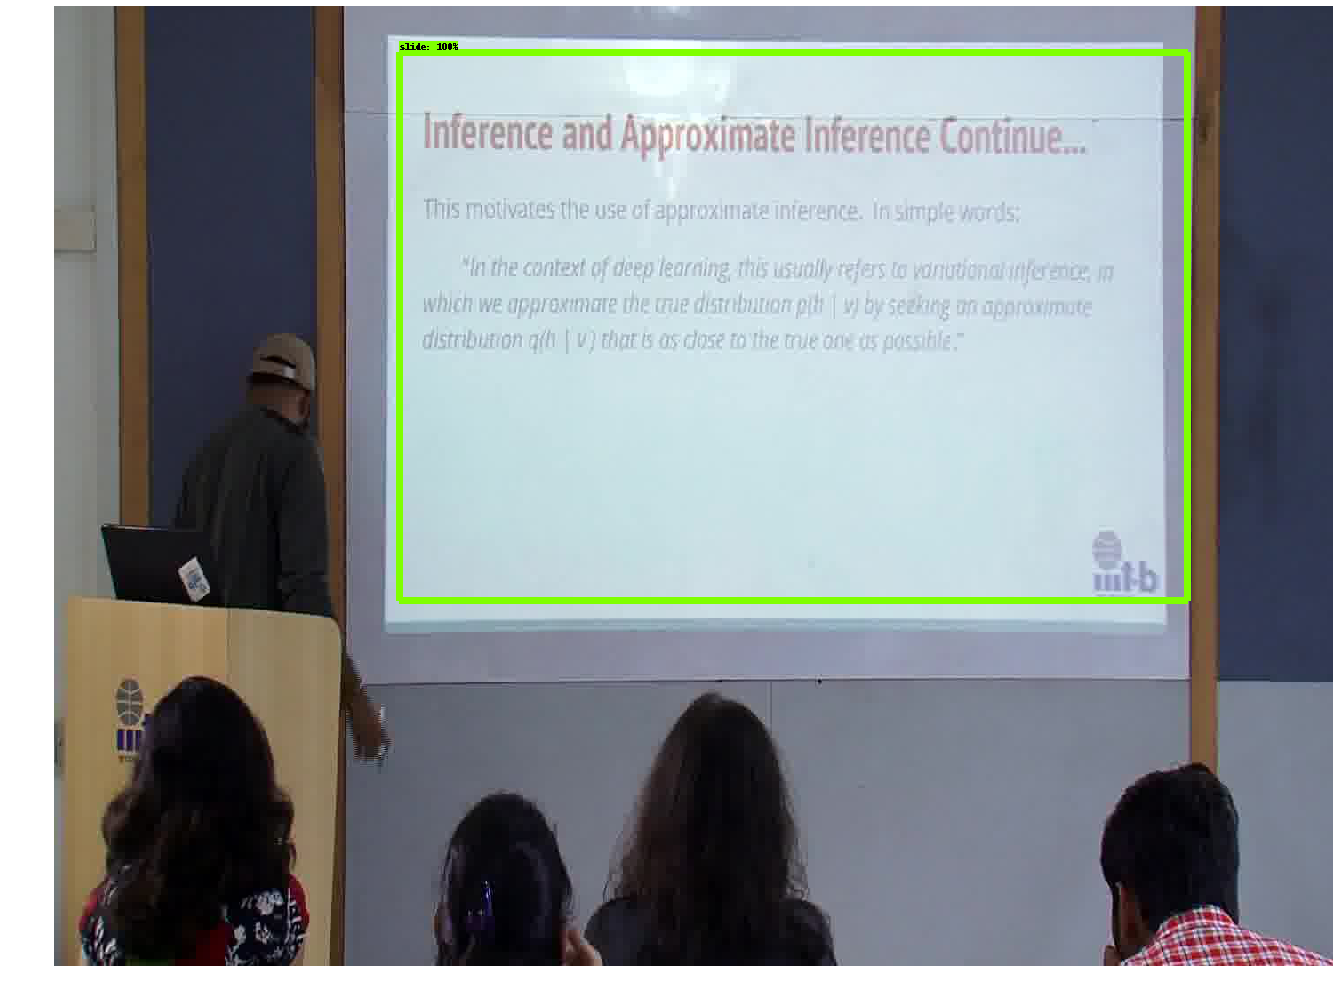 slide: 100%
Inference and Approximate Inference Continue...
This motivates the use of approximate inference. In simple words:
"In the context of deep learning, this usually refers to variational inference, in
which we approximate the true distribution p(h | v) by seeking an approximate
distribution q(h | v) that is as close to the true one as possible."
iiit-b